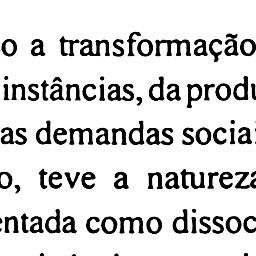 o a transformação
instâncias, da produ
as demandas sociai
o, teve a natureza
entada como dissoc